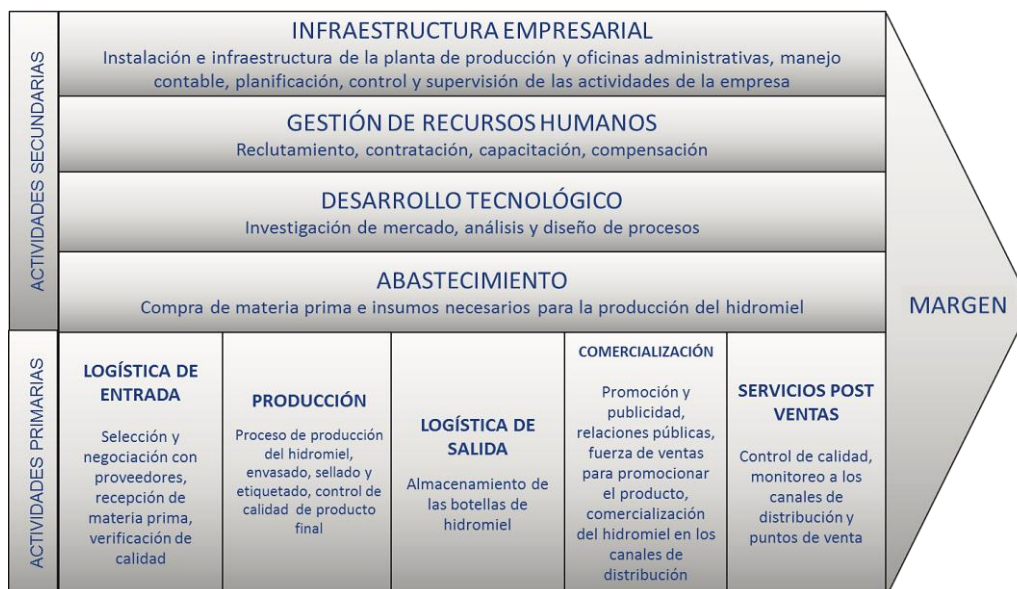 ACTIVIDADES SECUNDARIAS
INFRAESTRUCTURA EMPRESARIAL
Instalación e infraestructura de la planta de producción y oficinas administrativas, manejo
contable, planificación, control y supervisión de las actividades de la empresa
GESTIÓN DE RECURSOS HUMANOS
Reclutamiento, contratación, capacitación, compensación
DESARROLLO TECNOLÓGICO
Investigación de mercado, análisis y diseño de procesos
ABASTECIMIENTO
Compra de materia prima e insumos necesarios para la producción del hidromiel
ACTIVIDADES PRIMARIAS
LOGÍSTICA DE
ENTRADA
Selección y
negociación con
proveedores,
recepción de
materia prima,
verificación de
calidad
PRODUCCIÓN
Proceso de producción
del hidromiel,
envasado, sellado y
etiquetado, control de
calidad de producto
final
LOGÍSTICA DE
SALIDA
Almacenamiento de
las botellas de
hidromiel
COMERCIALIZACIÓN
Promoción y
publicidad,
relaciones públicas,
fuerza de ventas
para promocionar
el producto,
comercialización
del hidromiel en los
canales de
distribución
SERVICIOS POST
VENTAS
Control de calidad,
monitoreo a los
canales de
distribución y
puntos de venta
MARGEN